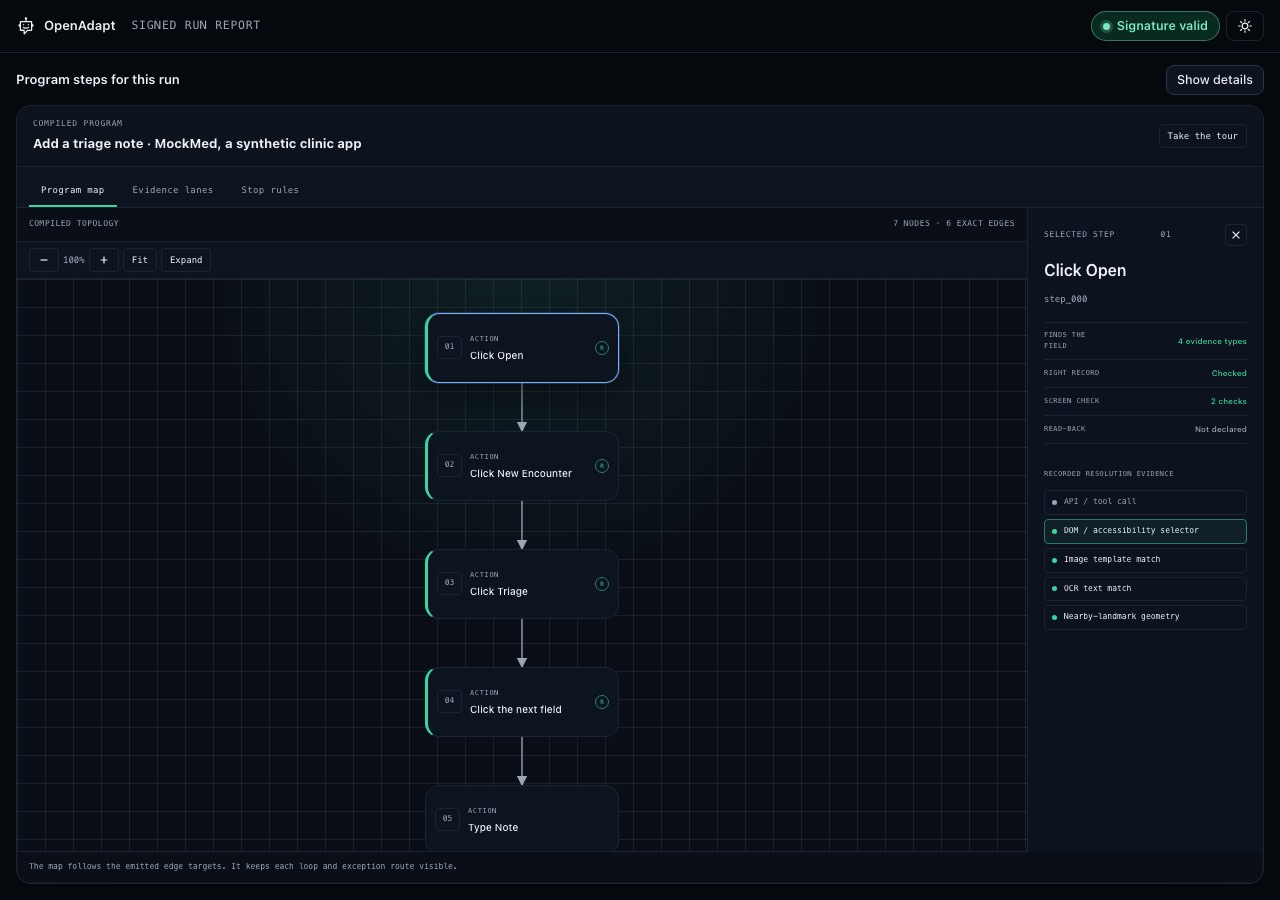 OpenAdapt SIGNED RUN REPORT
Signature valid
Program steps for this run
Show details
COMPILED PROGRAM
Add a triage note · MockMed, a synthetic clinic app
Take the tour
Program map Evidence lanes Stop rules
COMPILED TOPOLOGY
7 NODES · 6 EXACT EDGES
− 100% + Fit Expand
01 ACTION
Click Open
R
02 ACTION
Click New Encounter
R
03 ACTION
Click Triage
R
04 ACTION
Click the next field
R
05 ACTION
Type Note
The map follows the emitted edge targets. It keeps each loop and exception route visible.
SELECTED STEP 01
Click Open
step_000
FINDS THE
FIELD
4 evidence types
RIGHT RECORD Checked
SCREEN CHECK 2 checks
READ-BACK Not declared
RECORDED RESOLUTION EVIDENCE
API / tool call
DOM / accessibility selector
Image template match
OCR text match
Nearby-landmark geometry